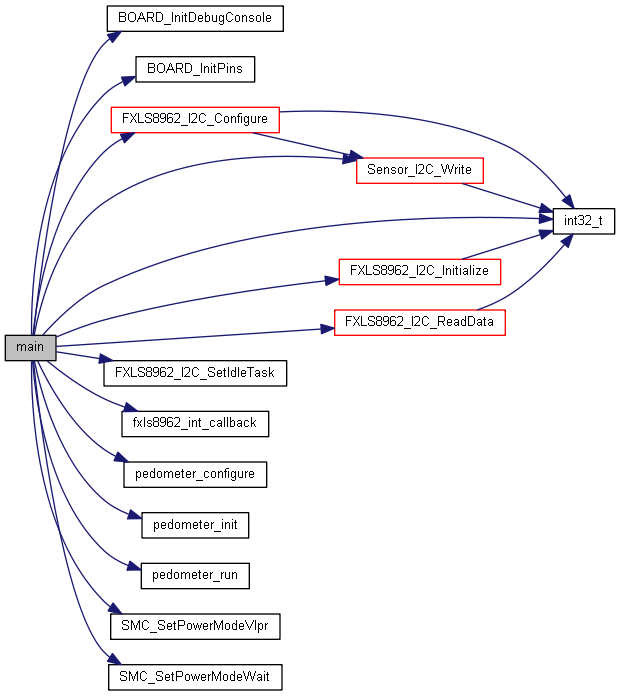 BOARD_InitDebugConsole
BOARD_InitPins
FXLS8962_I2C_Configure
Sensor_I2C_Write
int32_t
FXLS8962_I2C_Initialize
FXLS8962_I2C_ReadData
main
FXLS8962_I2C_SetIdleTask
fxls8962_int_callback
pedometer_configure
pedometer_init
pedometer_run
SMC_SetPowerModeVlpr
SMC_SetPowerModeWait